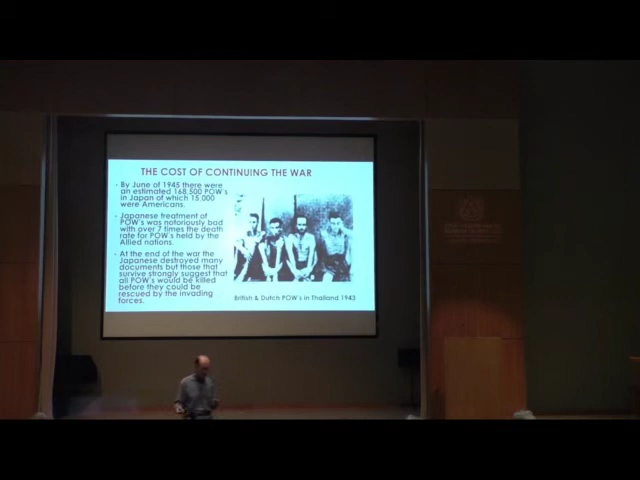 THE COST OF CONTINUING THE WAR
· By June of 1945 there were
an estimated 168,500 POW's
in Japan of which 15,000
were Americans.
· Japanese treatment of
POW's was notoriously bad
with over 7 times the death
rate for POW's held by the
Allied nations.
· At the end of the war the
Japanese destroyed many
documents but those that
survive strongly suggest that
all POW's would be killed
before they could be
rescued by the invading
forces.
British & Dutch POW's in Thailand 1943